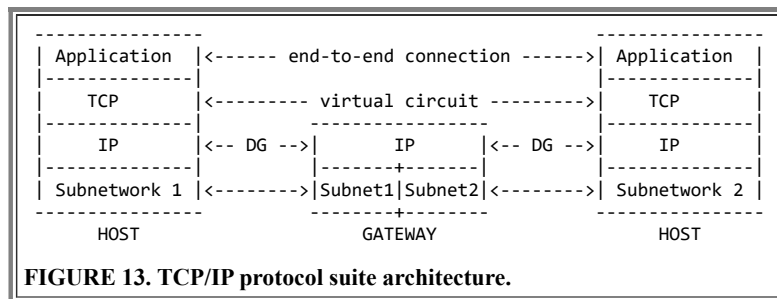 ---------------                                    ---------------
| Application |<------ end-to-end connection ------>| Application |
|-------------|                                     |-------------|
|     TCP     |<--------- virtual circuit --------->|     TCP     |
|-------------|          -----------------          |-------------|
|     IP      |<-- DG -->|      IP       |<-- DG -->|     IP      |
|-------------|          |-------+-------|          |-------------|
| Subnetwork 1 |<-------->|Subnet1|Subnet2|<-------->| Subnetwork 2 |
---------------          --------+--------          ---------------
HOST                       GATEWAY                       HOST
FIGURE 13. TCP/IP protocol suite architecture.